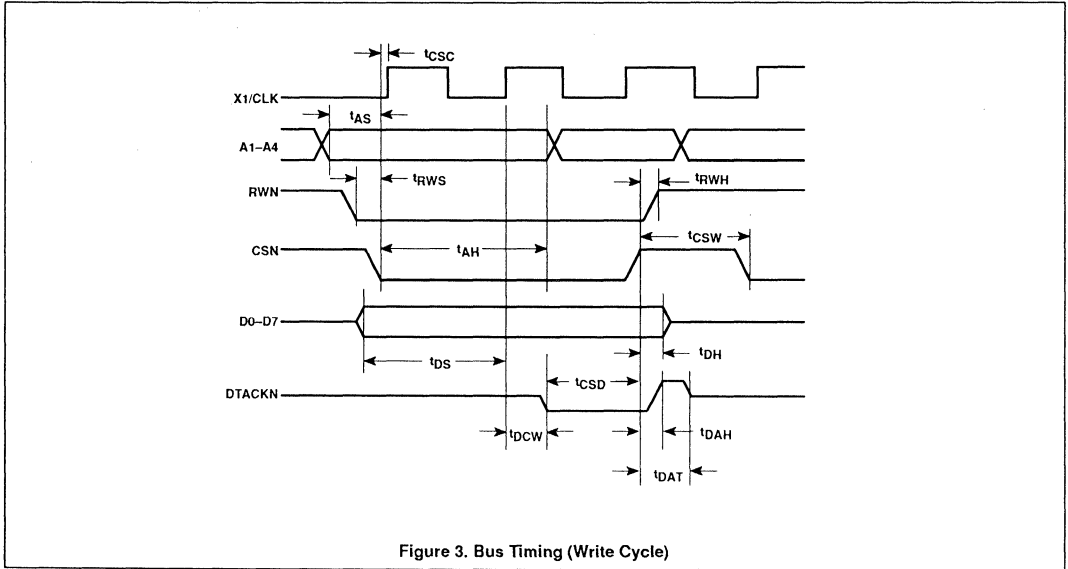 tCSC
X1/CLK
tAS
A1–A4
tRWS
tRWH
RWN
tCSW
CSN
tAH
D0–D7
tDS
tDH
tCSD
DTACKN
tDCW
tDAH
tDAT
Figure 3. Bus Timing (Write Cycle)